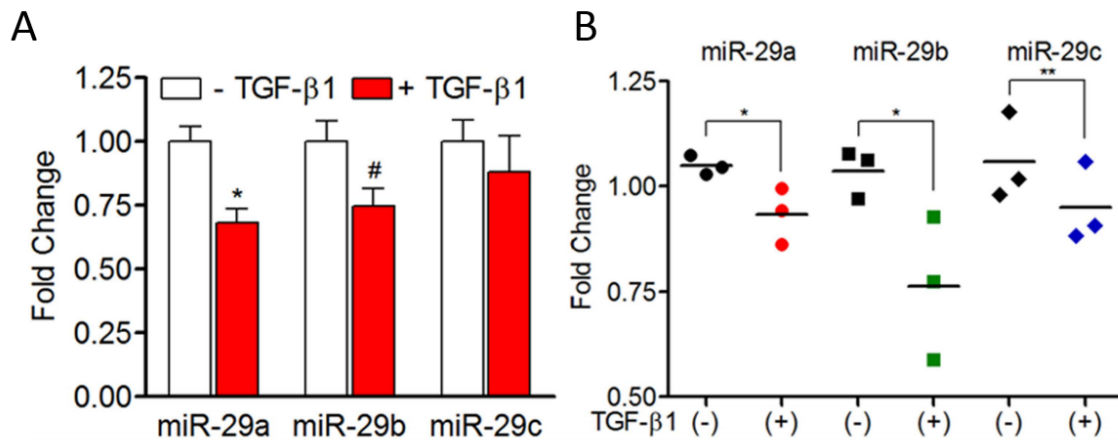 A
- TGF-β1 + TGF-β1
Fold Change
1.25
1.00
0.75
0.50
0.25
0.00
*
#
miR-29a miR-29b miR-29c
B
miR-29a miR-29b miR-29c
Fold Change
1.25
1.00
0.75
0.50
* * **
TGF-β1 (-) (+) (-) (+) (-) (+)